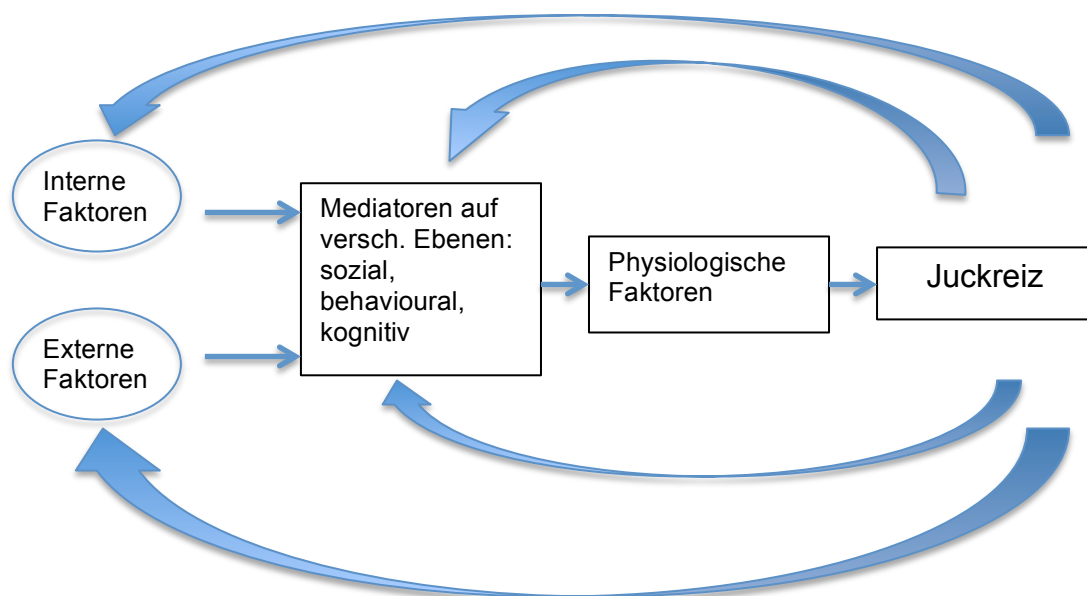 Interne
Faktoren
Externe
Faktoren
Mediatoren auf
versch. Ebenen:
sozial,
behavioural,
kognitiv
Physiologische
Faktoren
Juckreiz